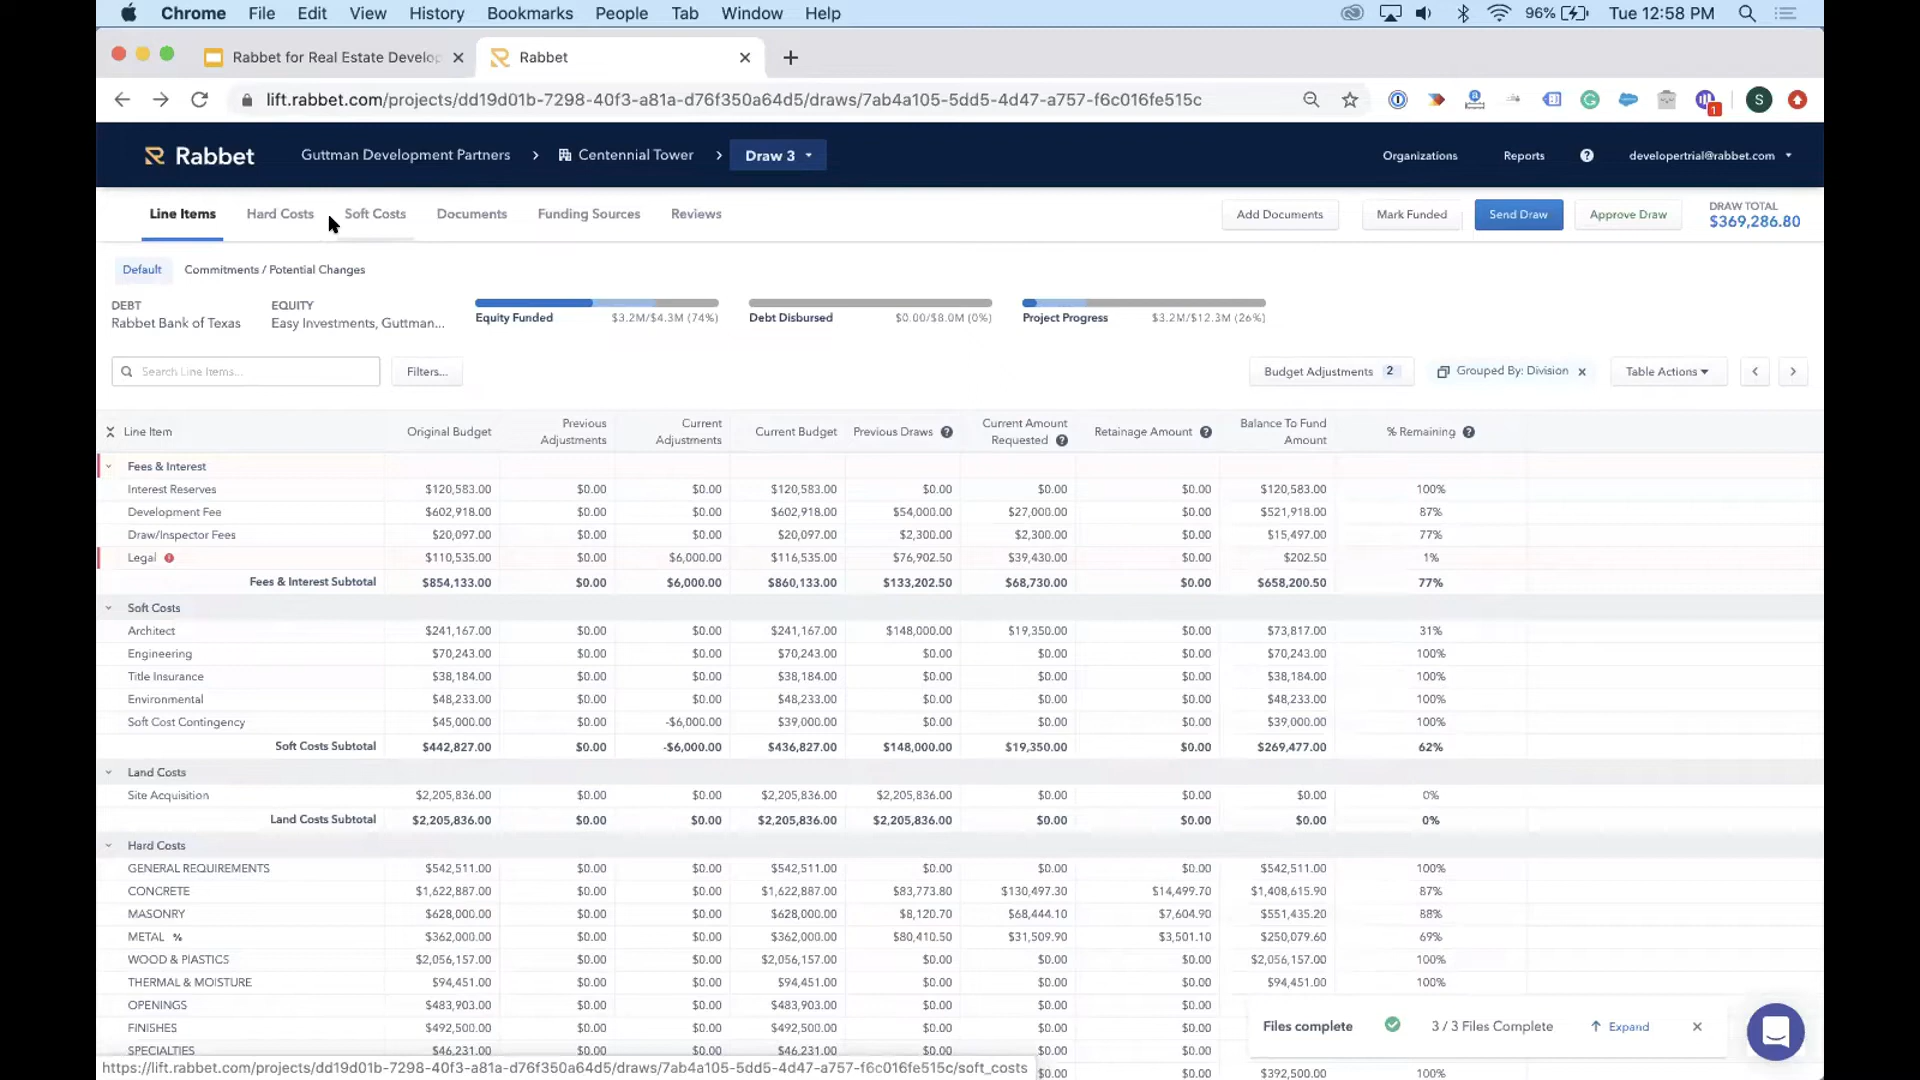 Chrome File Edit View History Bookmarks People Tab Window Help 96% Tue 12:58 PM
Rabbet for Real Estate Develo Rabbet
lift.rabbet.com/projects/dd19d01b-7298-40f3-a81a-d76f350a64d5/draws/7ab4a105-5dd5-4d47-a757-f6c016fe515c S 1
Rabbet Guttman Development Partners > Centennial Tower > Draw 3 Organizations Reports developertrial@rabbet.com
Line Items Hard Costs Soft Costs Documents Funding Sources Reviews Add Documents Mark Funded Send Draw Approve Draw DRAW TOTAL
$369,286.80
Default Commitments / Potential Changes
DEBT EQUITY
Rabbet Bank of Texas Easy Investments, Guttman... Equity Funded $3.2M/$4.3M (74%) Debt Disbursed $0.00/$8.0M (0%) Project Progress $3.2M/$12.3M (26%)
Search Line Items... Filters... Budget Adjustments 2 Grouped By: Division × Table Actions
Line Item Original Budget Previous Adjustments Current Adjustments Current Budget Previous Draws Current Amount Requested Retainage Amount Balance To Fund Amount % Remaining
Fees & Interest
Interest Reserves $120,583.00 $0.00 $0.00 $120,583.00 $0.00 $0.00 $0.00 $120,583.00 100%
Development Fee $602,918.00 $0.00 $0.00 $602,918.00 $54,000.00 $27,000.00 $0.00 $521,918.00 87%
Draw/Inspector Fees $20,097.00 $0.00 $0.00 $20,097.00 $2,300.00 $2,300.00 $0.00 $15,497.00 77%
Legal $110,535.00 $0.00 $6,000.00 $116,535.00 $76,902.50 $39,430.00 $0.00 $202.50 1%
Fees & Interest Subtotal $854,133.00 $0.00 $6,000.00 $860,133.00 $133,202.50 $68,730.00 $0.00 $658,200.50 77%
Soft Costs
Architect $241,167.00 $0.00 $0.00 $241,167.00 $148,000.00 $19,350.00 $0.00 $73,817.00 31%
Engineering $70,243.00 $0.00 $0.00 $70,243.00 $0.00 $0.00 $0.00 $70,243.00 100%
Title Insurance $38,184.00 $0.00 $0.00 $38,184.00 $0.00 $0.00 $0.00 $38,184.00 100%
Environmental $48,233.00 $0.00 $0.00 $48,233.00 $0.00 $0.00 $0.00 $48,233.00 100%
Soft Cost Contingency $45,000.00 $0.00 -$6,000.00 $39,000.00 $0.00 $0.00 $0.00 $39,000.00 100%
Soft Costs Subtotal $442,827.00 $0.00 -$6,000.00 $436,827.00 $148,000.00 $19,350.00 $0.00 $269,477.00 62%
Land Costs
Site Acquisition $2,205,836.00 $0.00 $0.00 $2,205,836.00 $2,205,836.00 $0.00 $0.00 $0.00 0%
Land Costs Subtotal $2,205,836.00 $0.00 $0.00 $2,205,836.00 $2,205,836.00 $0.00 $0.00 $0.00 0%
Hard Costs
GENERAL REQUIREMENTS $542,511.00 $0.00 $0.00 $542,511.00 $0.00 $0.00 $0.00 $542,511.00 100%
CONCRETE $1,622,887.00 $0.00 $0.00 $1,622,887.00 $83,773.80 $130,497.30 $14,499.70 $1,408,615.90 87%
MASONRY $628,000.00 $0.00 $0.00 $628,000.00 $8,120.70 $68,444.10 $7,604.90 $551,435.20 88%
METAL % $362,000.00 $0.00 $0.00 $362,000.00 $80,410.50 $31,509.90 $3,501.10 $250,079.60 69%
WOOD & PLASTICS $2,056,157.00 $0.00 $0.00 $2,056,157.00 $0.00 $0.00 $0.00 $2,056,157.00 100%
THERMAL & MOISTURE $94,451.00 $0.00 $0.00 $94,451.00 $0.00 $0.00 $0.00 $94,451.00 100%
OPENINGS $483,903.00 $0.00 $0.00 $483,903.00 $0.00 $0.00 $0.00
FINISHES $492,500.00 $0.00 $0.00 $492,500.00 $0.00 $0.00 $0.00
SPECIALTIES $46,231.00 $0.00 $0.00 $46,231.00 $0.00 $0.00 $0.00
Files complete 3 / 3 Files Complete Expand ×
https://lift.rabbet.com/projects/dd19d01b-7298-40f3-a81a-d76f350a64d5/draws/7ab4a105-5dd5-4d47-a757-f6c016fe515c/soft_costs $0.00 $0.00 $392,500.00 100%